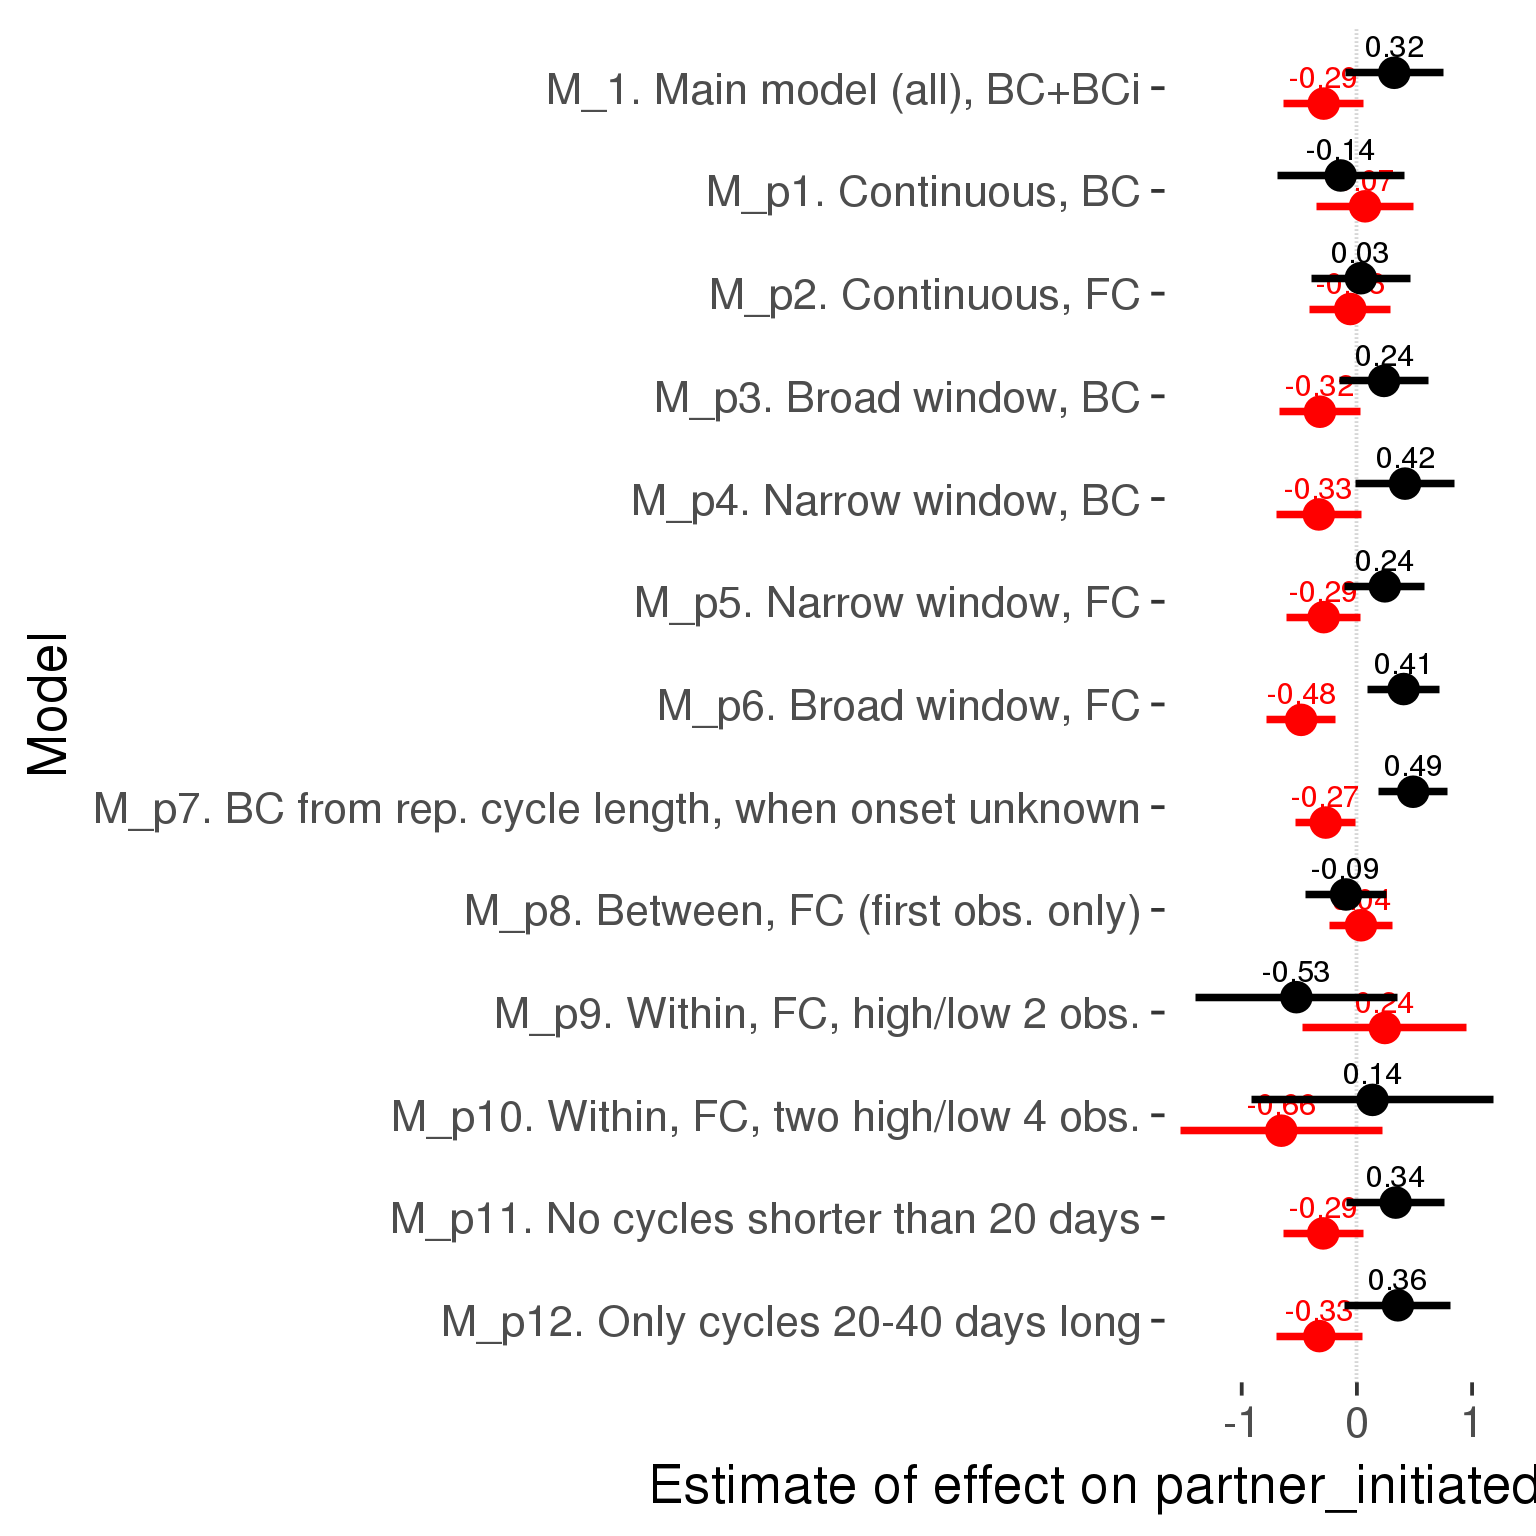 0.32
M_1. Main model (all), BC+BCi
-0.29
-0.14
M_p1. Continuous, BC
0.03
M_p2. Continuous, FC
0.24
M_p3. Broad window, BC
-0.32
0.42
M_p4. Narrow window, BC
-0.33
0.24
M_p5. Narrow window, FC
-0.29
0.41
M_p6. Broad window, FC
-0.48
0.49
M_p7. BC from rep. cycle length, when onset unknown
-0.27
-0.09
M_p8. Between, FC (first obs. only)
-0.53
M_p9. Within, FC, high/low 2 obs.
0.24
0.14
M_p10. Within, FC, two high/low 4 obs.
-0.66
0.34
M_p11. No cycles shorter than 20 days
-0.29
0.36
M_p12. Only cycles 20-40 days long
-0.33
Model
-1 0 1
Estimate of effect on partner_initiated